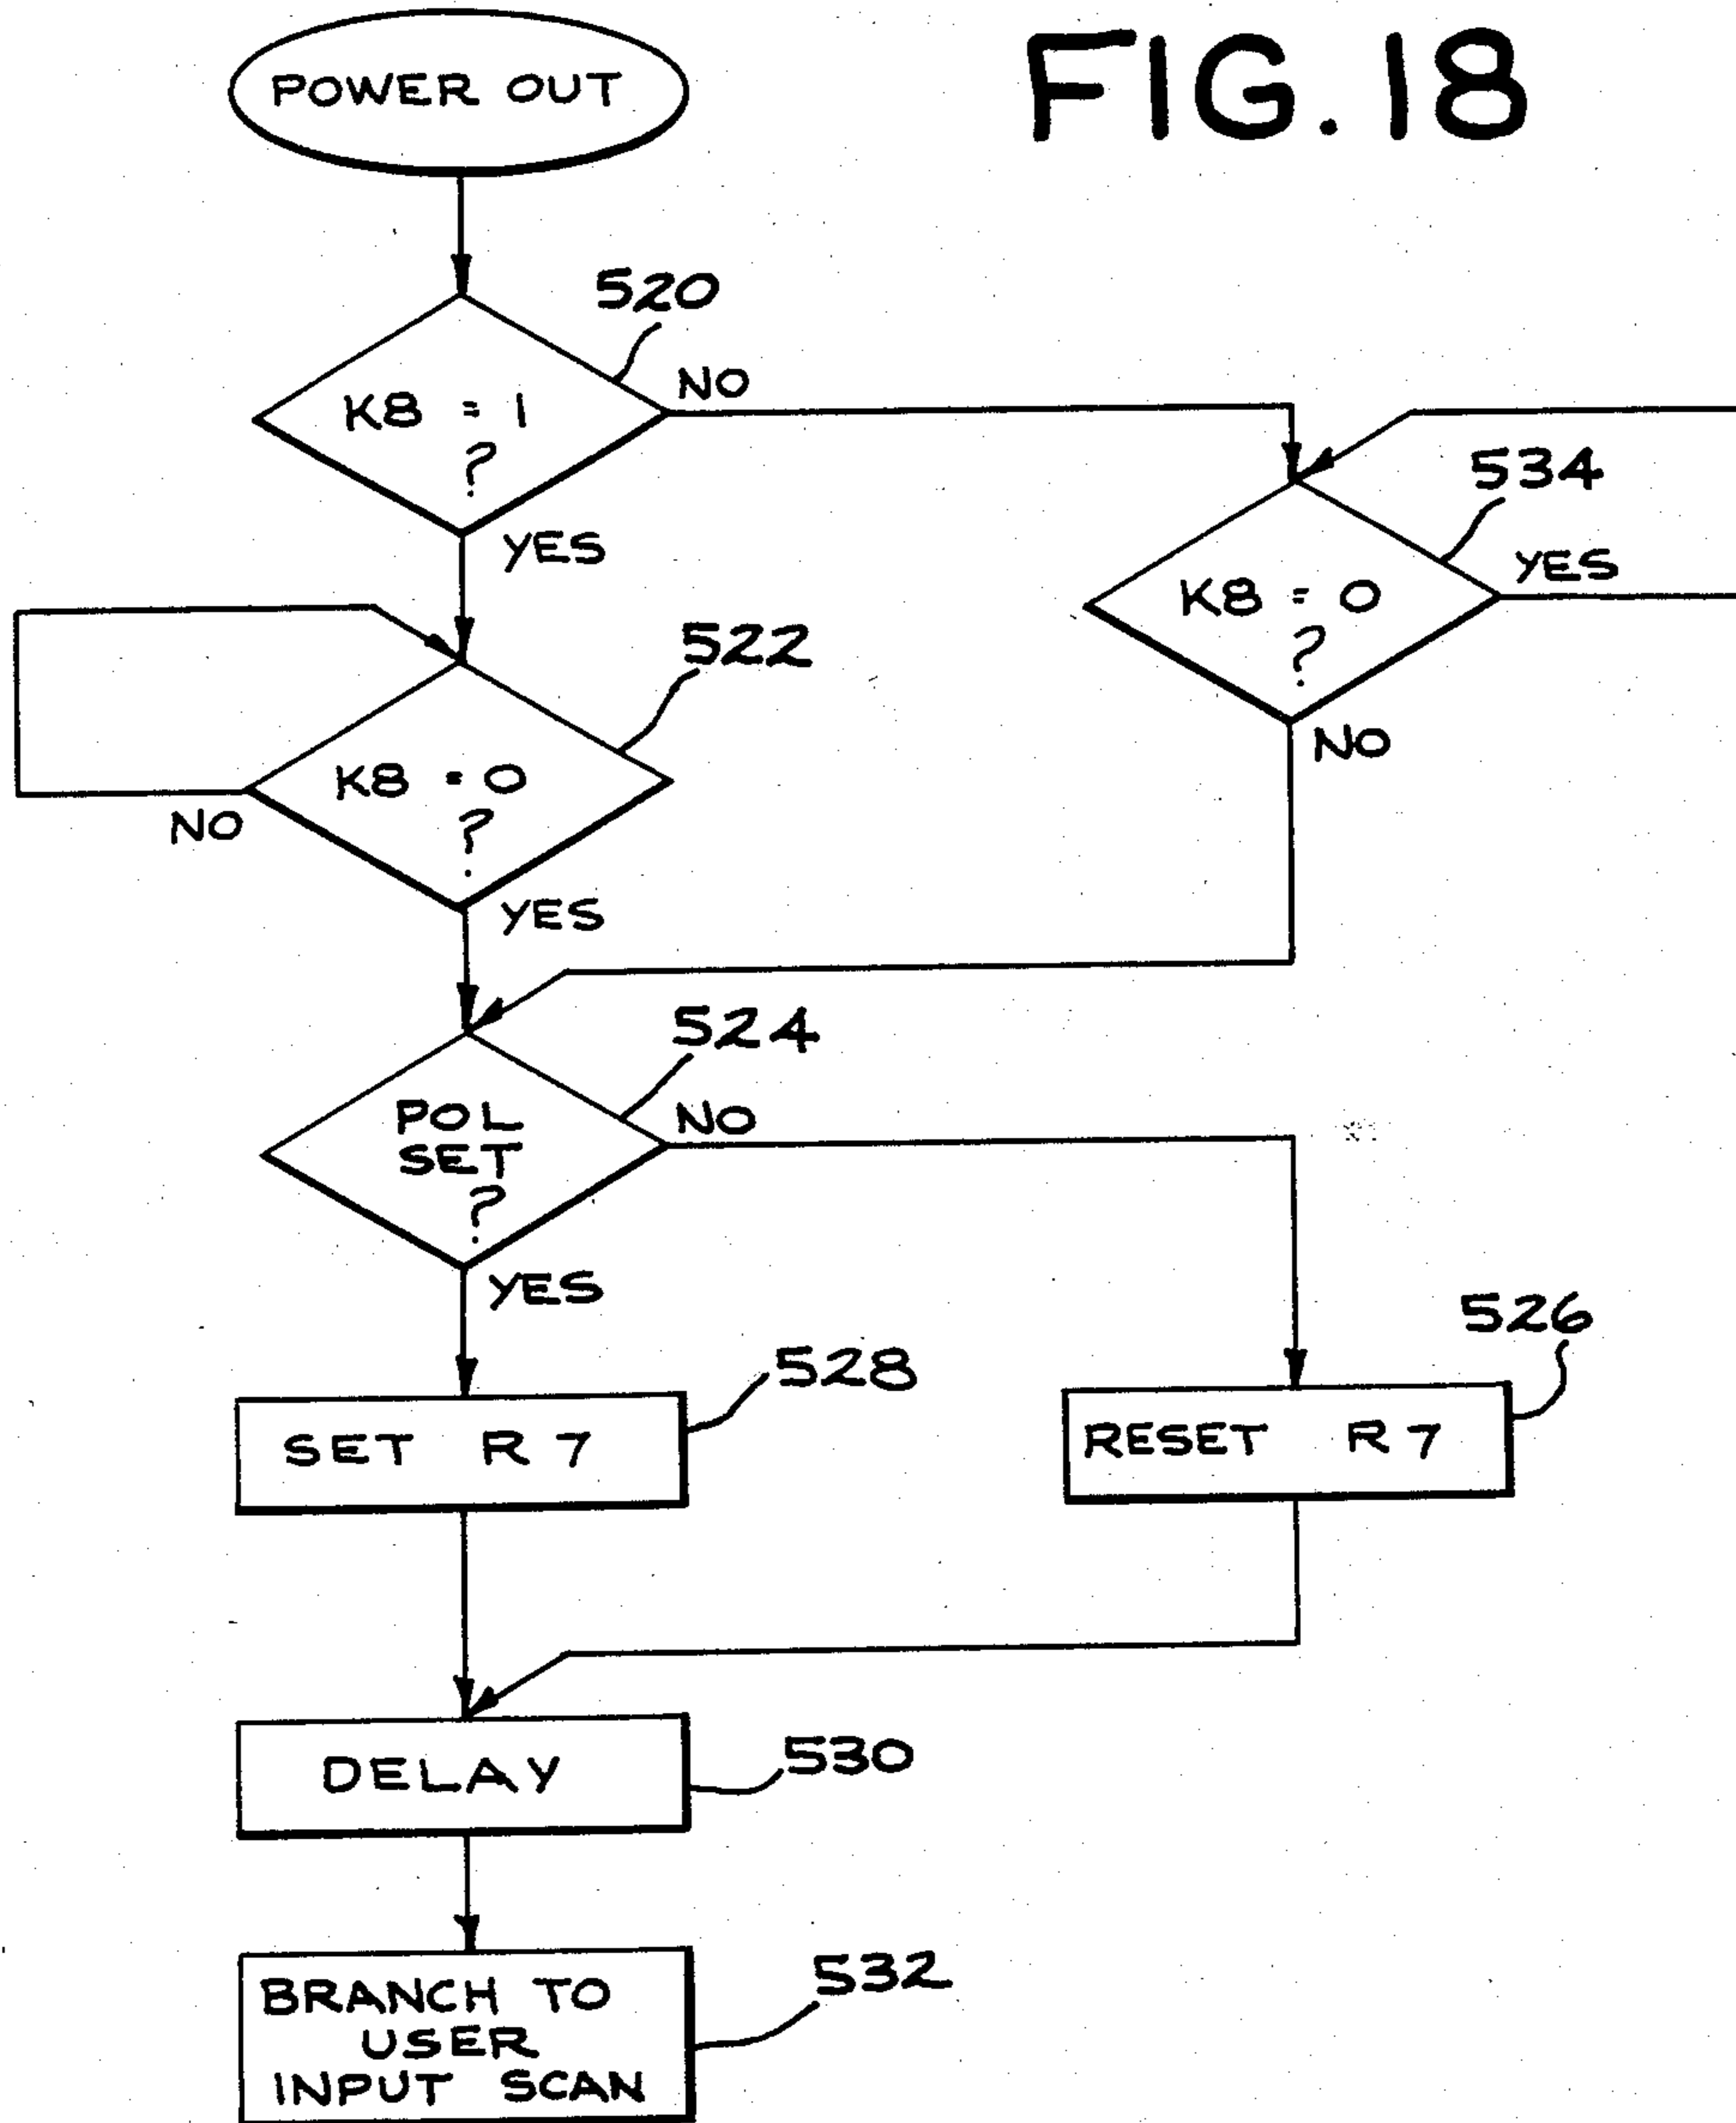 FIG. 18
POWER OUT
520
K8 = 1
?
NO
YES
534
K8 = 0
?
YES
NO
522
K8 = 0
?
NO
YES
524
POL
SET
?
NO
YES
526
528
SET R7
RESET R7
530
DELAY
532
BRANCH TO
USER
INPUT SCAN